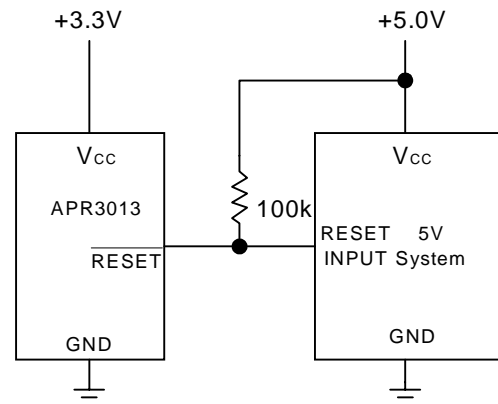 +3.3V
+5.0V
VCC
APR3013
RESET
GND
100k
VCC
RESET 5V
INPUT System
GND